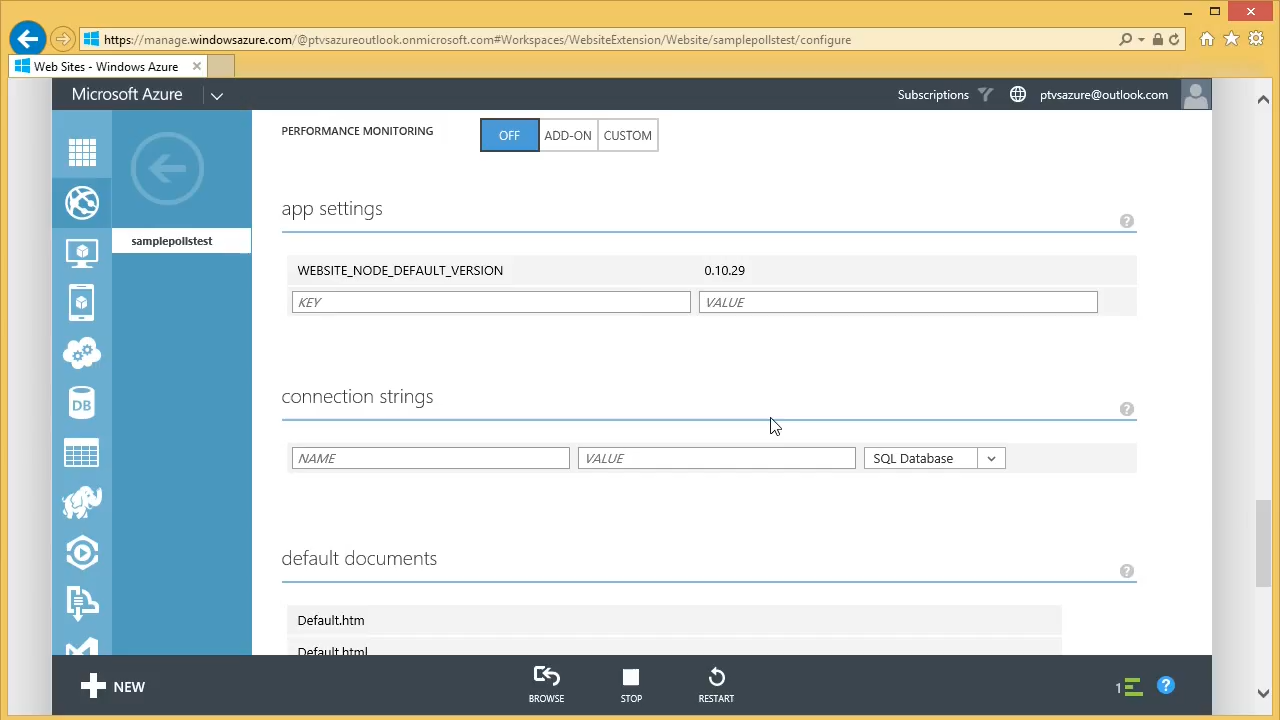 https://manage.windowsazure.com/@ptvsazureoutlook.onmicrosoft.com#Workspaces/WebsiteExtension/Website/samplepollstest/configure
Web Sites - Windows Azure
Microsoft Azure
Subscriptions
ptvsazure@outlook.com
PERFORMANCE MONITORING
OFF
ADD-ON
CUSTOM
app settings
?
samplepollstest
WEBSITE_NODE_DEFAULT_VERSION
0.10.29
KEY
VALUE
connection strings
?
DB
NAME
VALUE
SQL Database
default documents
?
Default.htm
Default.html
NEW
BROWSE
STOP
RESTART
1
?